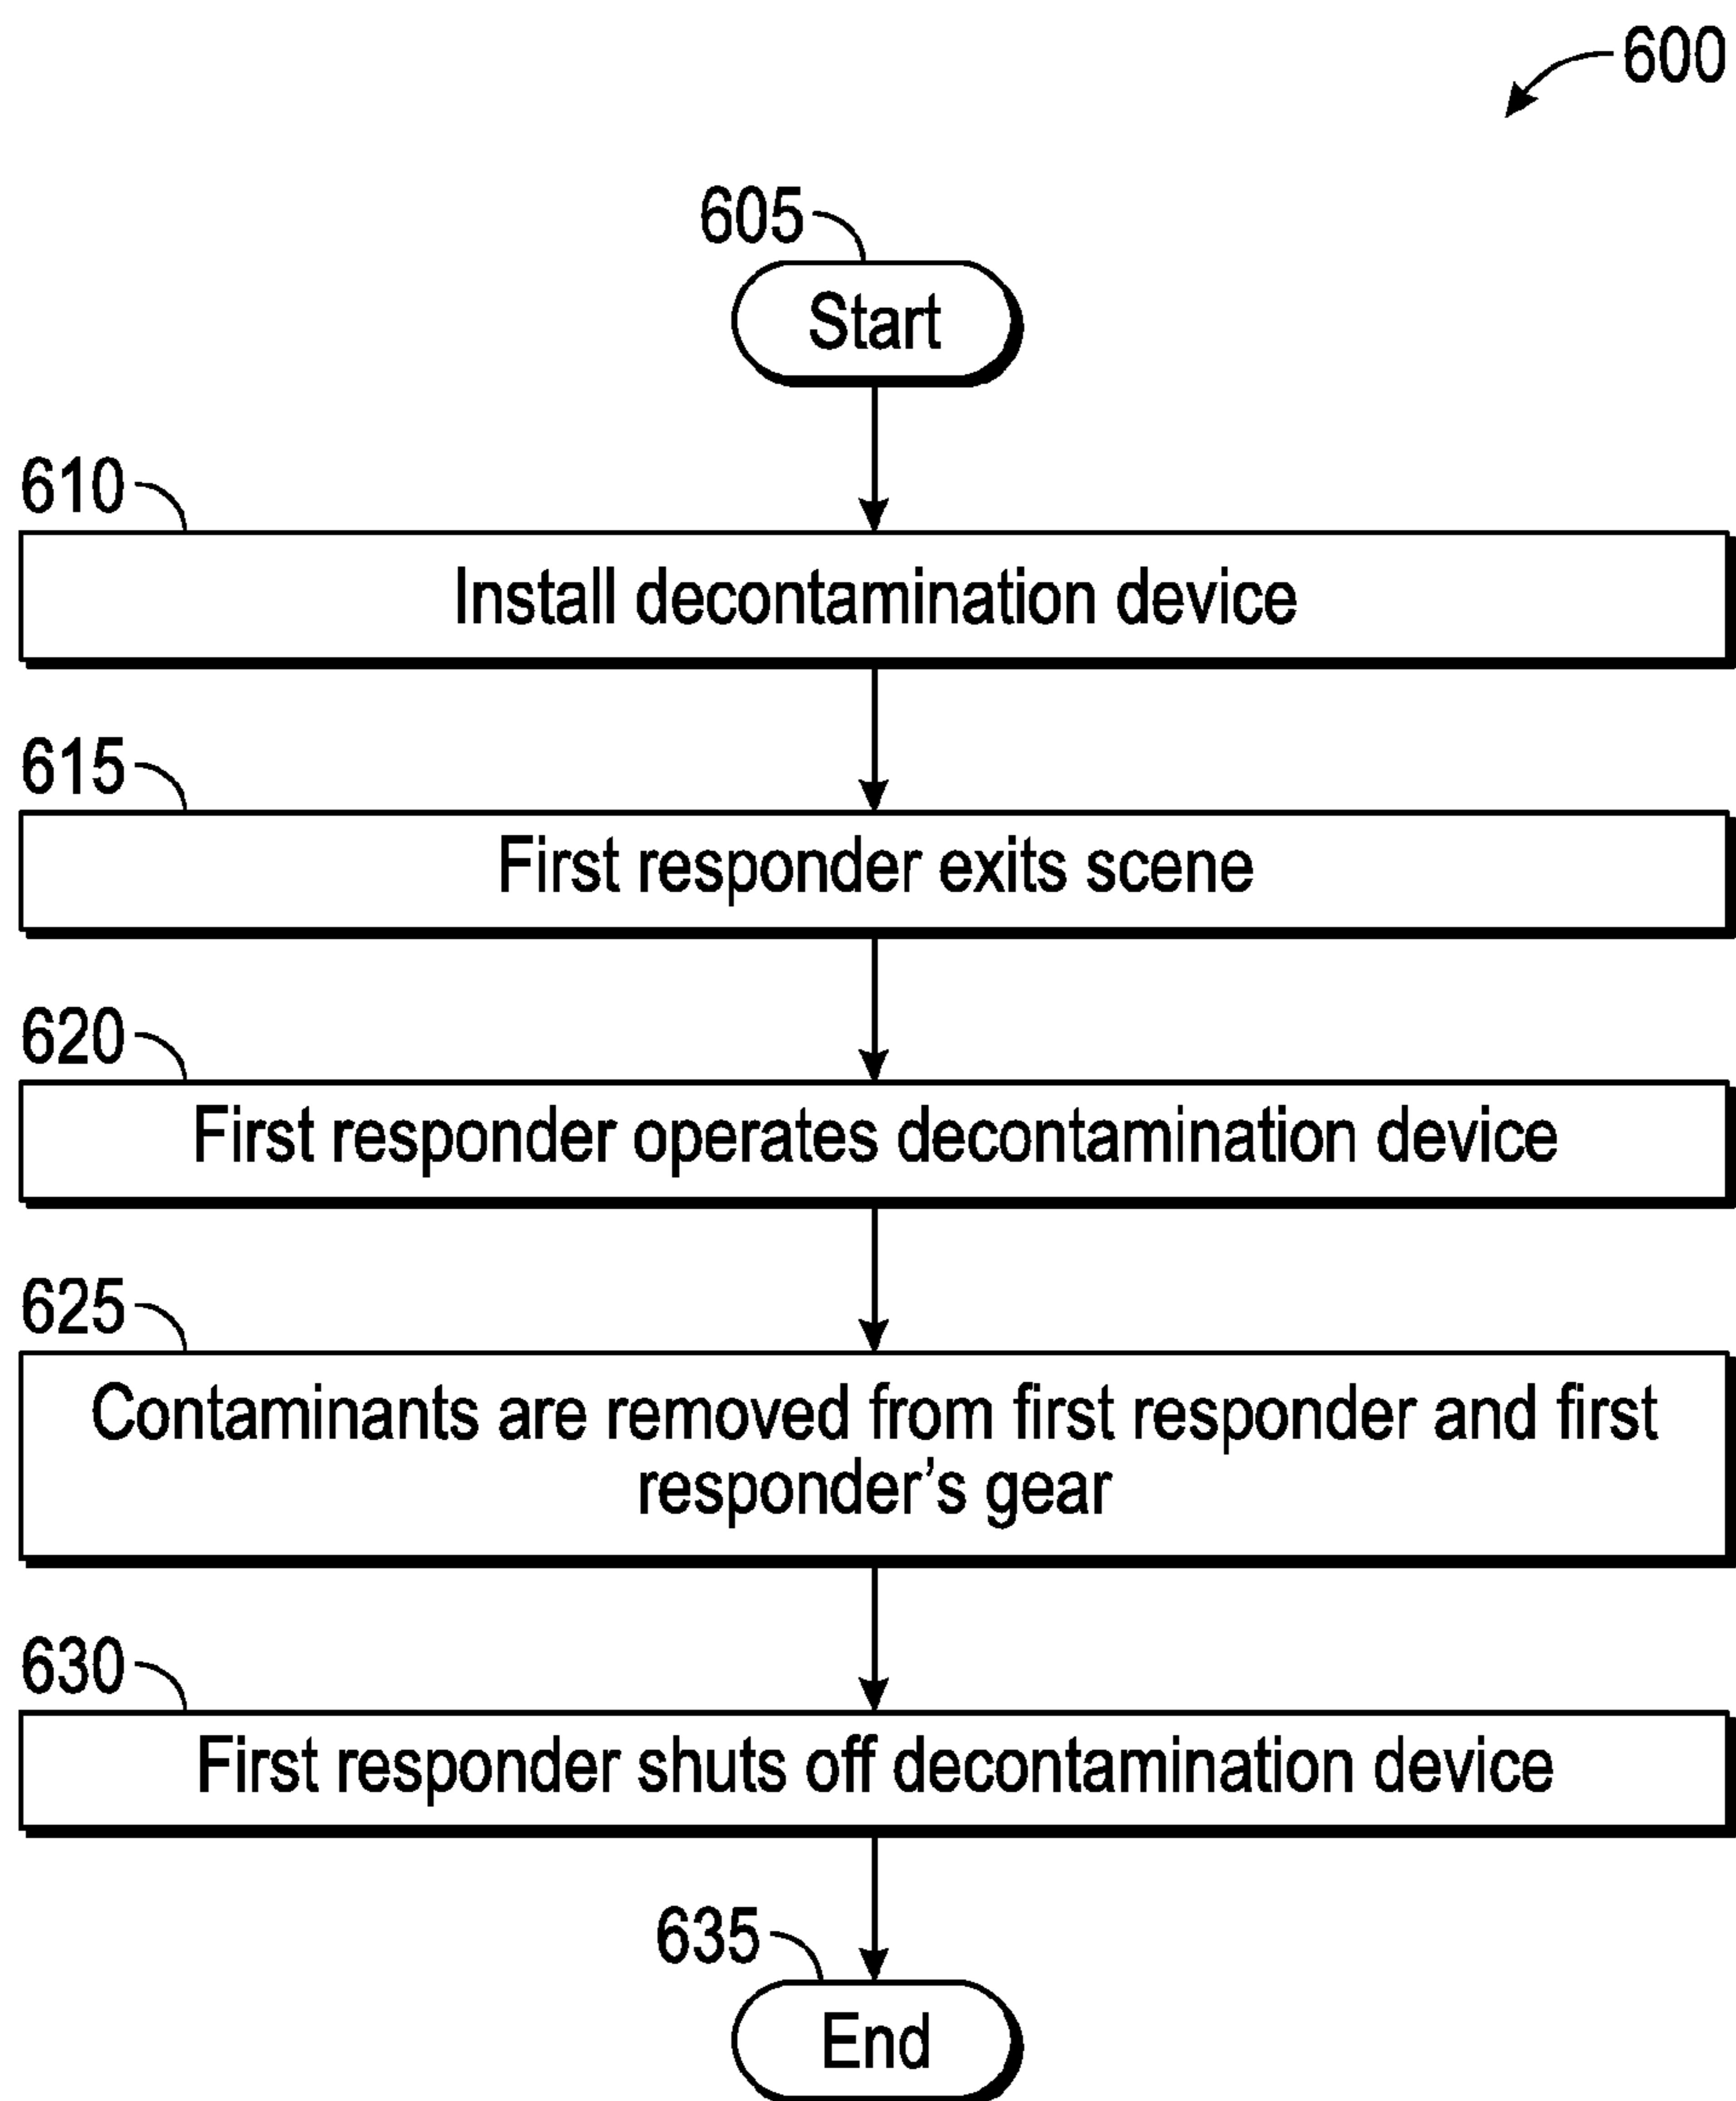 600
605
Start
610
Install decontamination device
615
First responder exits scene
620
First responder operates decontamination device
625
Contaminants are removed from first responder and first
responder's gear
630
First responder shuts off decontamination device
635
End